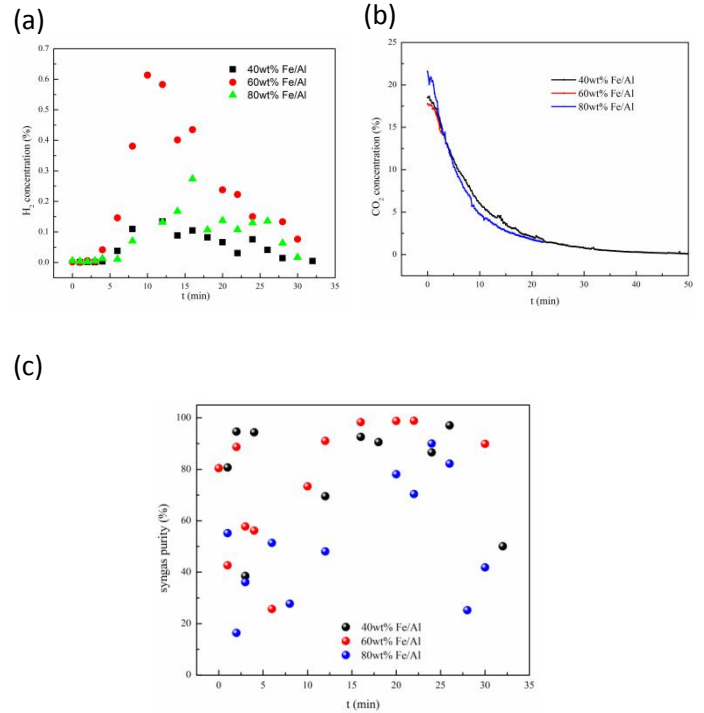 (a)
0.7
0.6
0.5
0.4
0.3
0.2
0.1
0.0
H₂ concentration (%)
40wt% Fe/Al
60wt% Fe/Al
80wt% Fe/Al
0 5 10 15 20 25 30 35
t (min)
(b)
25
20
15
10
5
0
CO₂ concentration (%)
40wt% Fe/Al
60wt% Fe/Al
80wt% Fe/Al
0 10 20 30 40 50
t (min)
(c)
100
80
60
40
20
0
syngas purity (%)
40wt% Fe/Al
60wt% Fe/Al
80wt% Fe/Al
0 5 10 15 20 25 30 35
t (min)